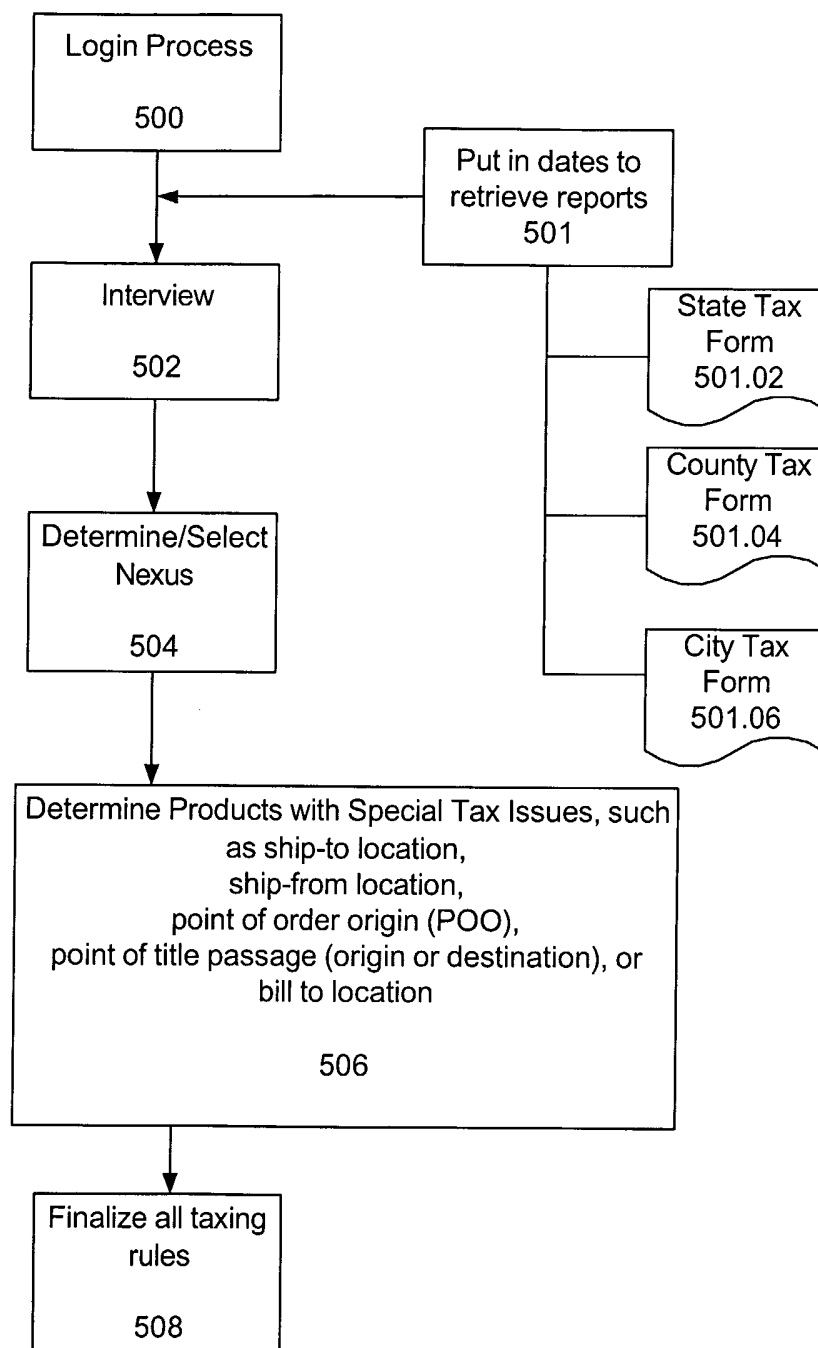 Login Process
500
Put in dates to
retrieve reports
501
Interview
502
State Tax
Form
501.02
County Tax
Form
501.04
Determine/Select
Nexus
504
City Tax
Form
501.06
Determine Products with Special Tax Issues, such
as ship-to location,
ship-from location,
point of order origin (POO),
point of title passage (origin or destination), or
bill to location
506
Finalize all taxing
rules
508